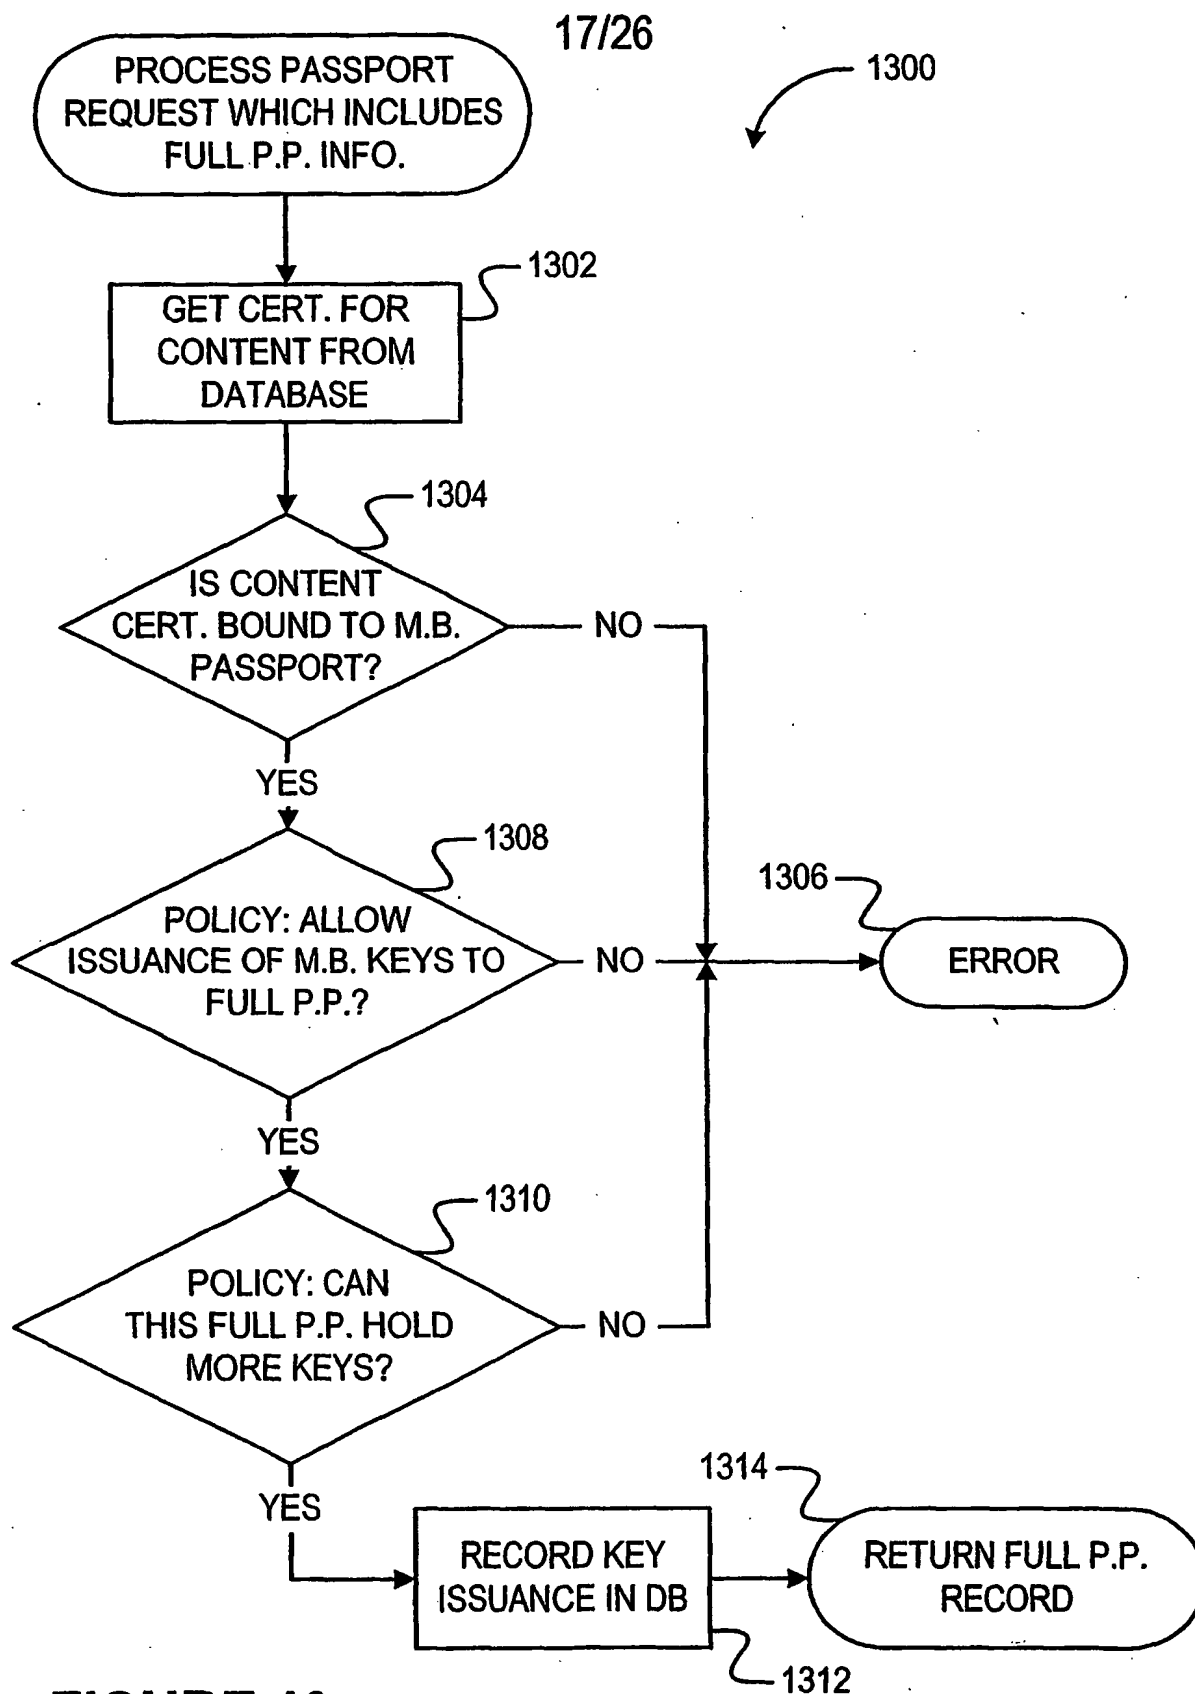 17/26
1300
PROCESS PASSPORT
REQUEST WHICH INCLUDES
FULL P.P. INFO.
1302
GET CERT. FOR
CONTENT FROM
DATABASE
1304
IS CONTENT
CERT. BOUND TO M.B.
PASSPORT?
NO
YES
1308
POLICY: ALLOW
ISSUANCE OF M.B. KEYS TO
FULL P.P.?
NO
1306
ERROR
YES
1310
POLICY: CAN
THIS FULL P.P. HOLD
MORE KEYS?
NO
YES
RECORD KEY
ISSUANCE IN DB
1312
1314
RETURN FULL P.P.
RECORD